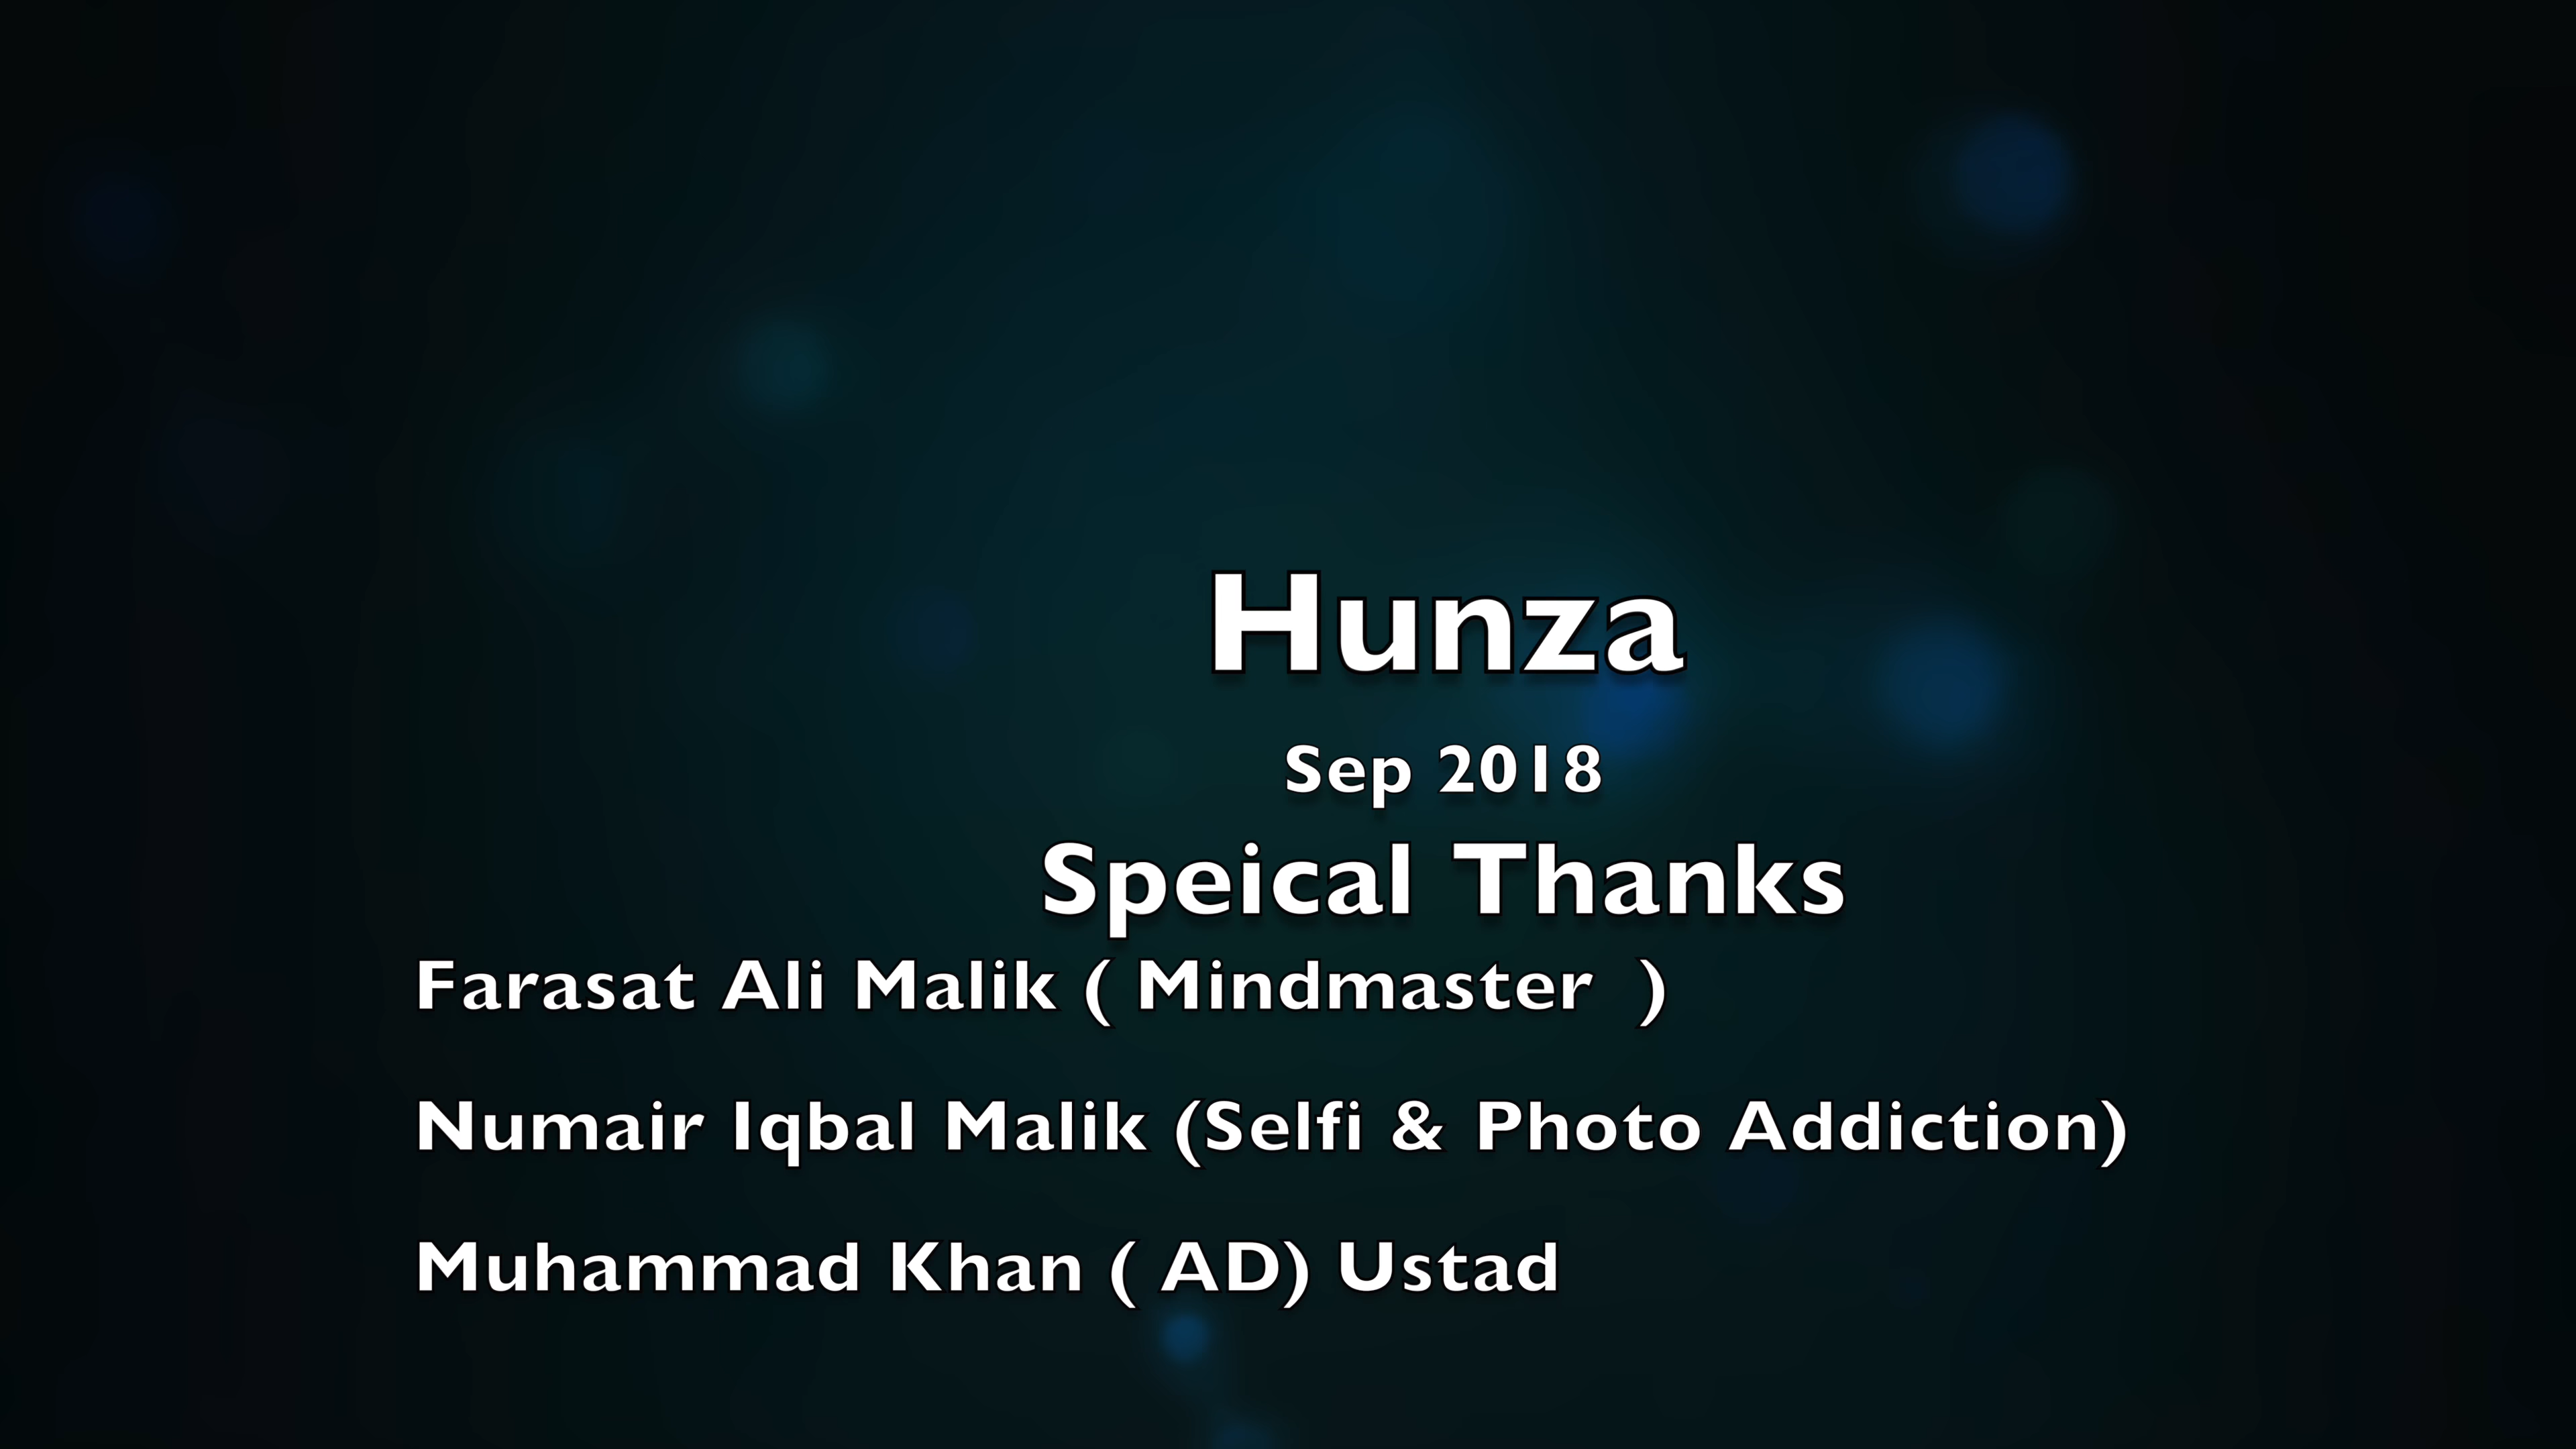 Hunza
Sep 2018
Speical Thanks
Farasat Ali Malik ( Mindmaster  )
Numair Iqbal Malik (Selfi & Photo Addiction)
Muhammad Khan ( AD) Ustad